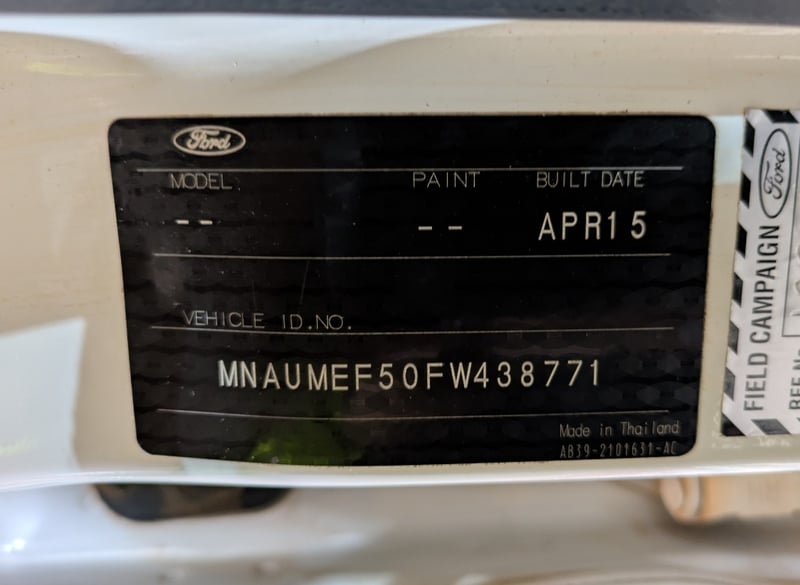 Ford
MODEL PAINT BUILT DATE
-- -- APR15
VEHICLE ID.NO.
MNAUMEF50FW438771
Made in Thailand
AB39-2101631-AC
Ford
FIELD CAMPAIGN
REF N